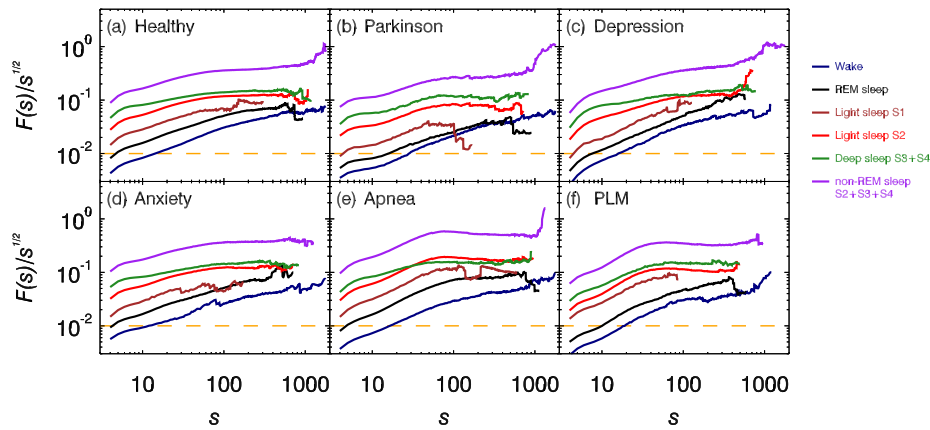 (a) Healthy
(b) Parkinson
(c) Depression
F(s)/s^1/2
10^0
10^-1
10^-2
Wake
REM sleep
Light sleep S1
Light sleep S2
Deep sleep S3+S4
non-REM sleep
S2+S3+S4
(d) Anxiety
(e) Apnea
(f) PLM
F(s)/s^1/2
10^0
10^-1
10^-2
10 100 1000
10 100 1000
10 100 1000
s
s
s